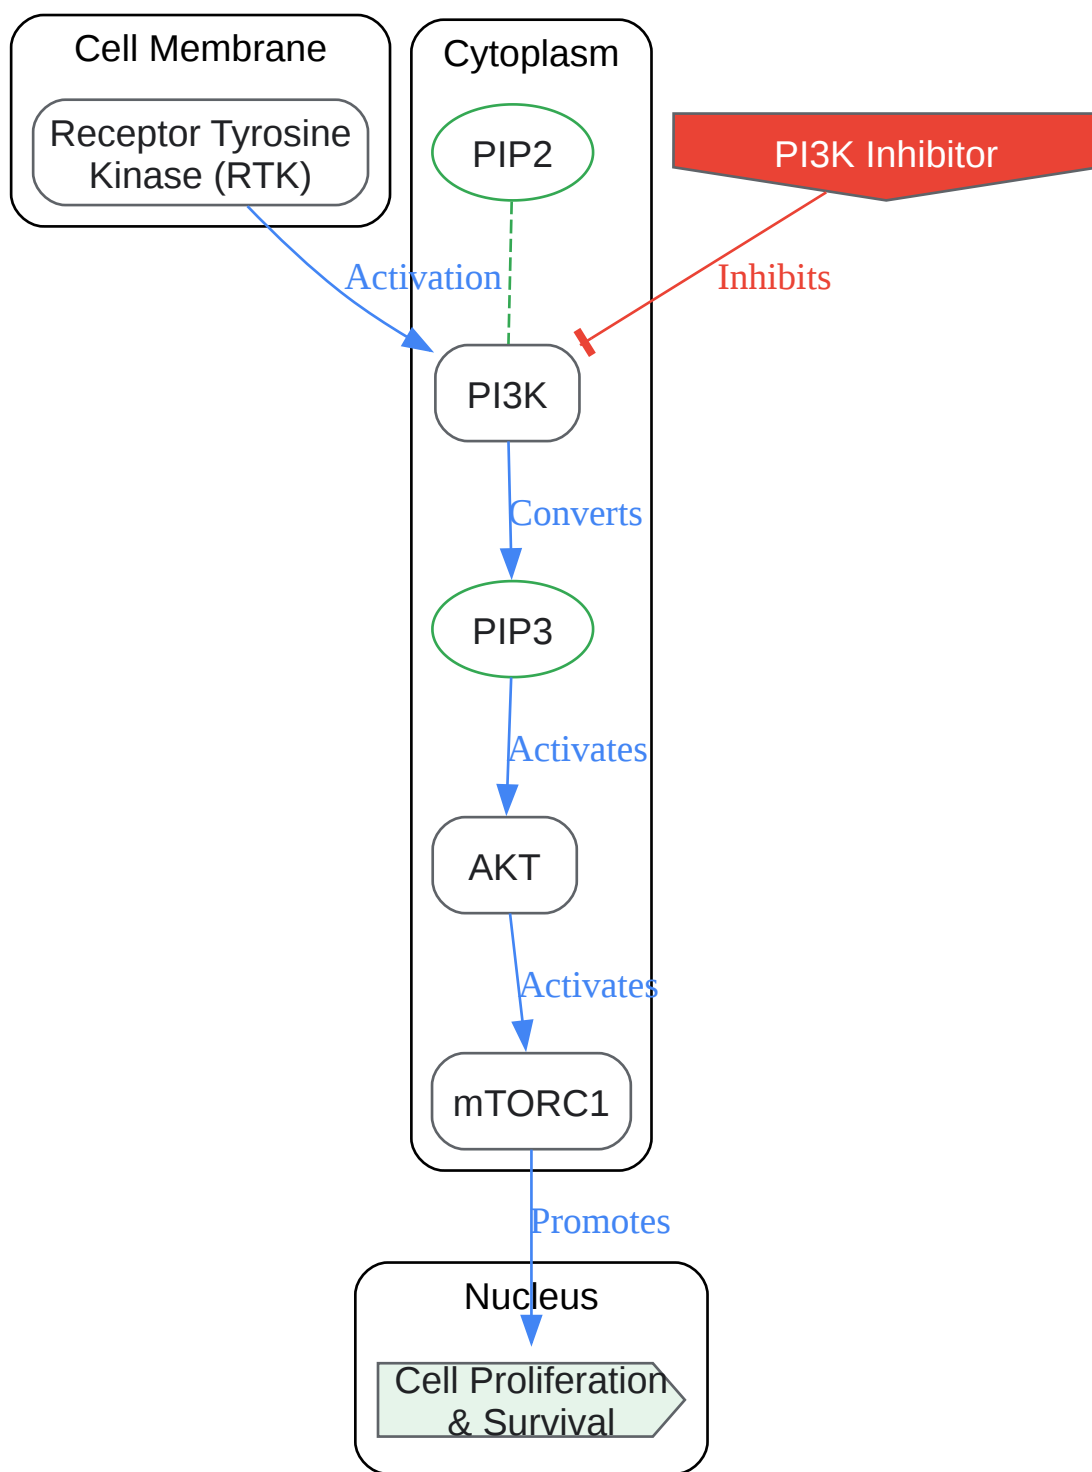 Cell Membrane
Receptor Tyrosine
Kinase (RTK)
Cytoplasm
PIP2
PI3K Inhibitor
Activation
Inhibits
PI3K
Converts
PIP3
Activates
AKT
Activates
mTORC1
Promotes
Nucleus
Cell Proliferation
& Survival